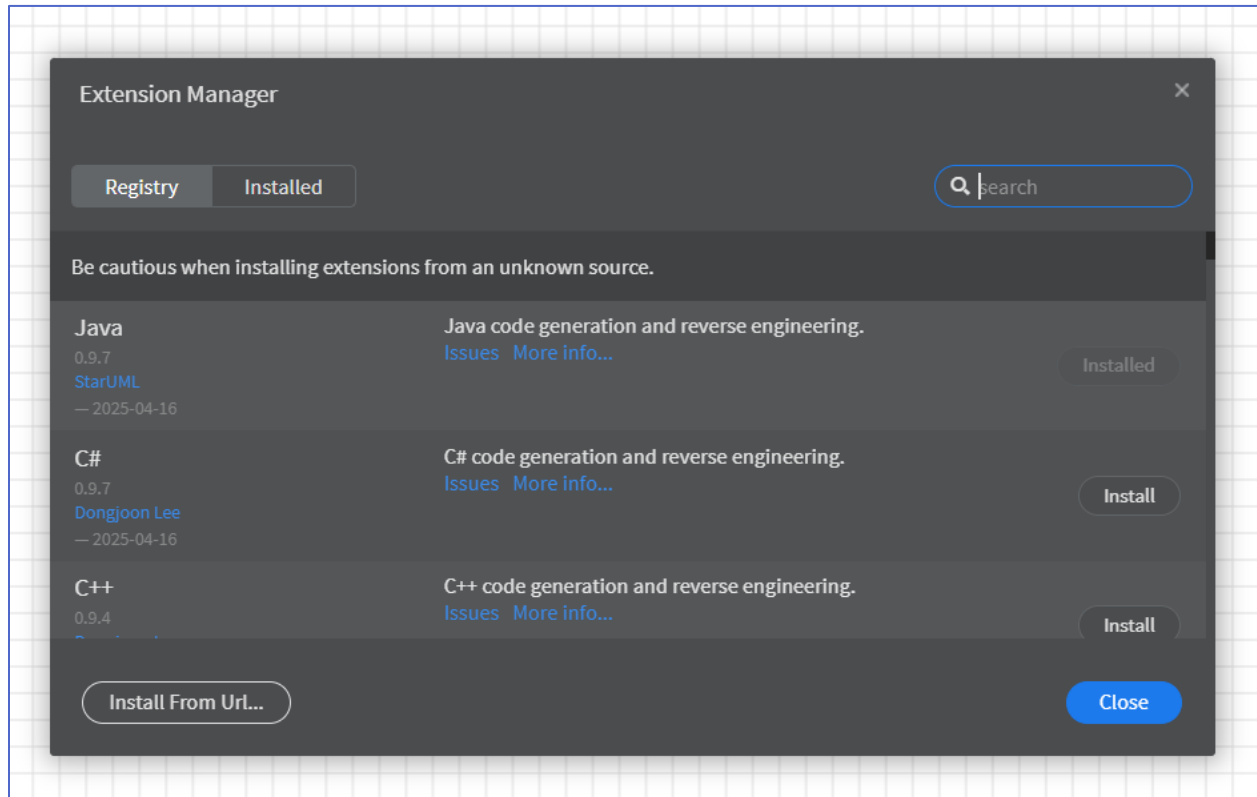 Extension Manager
×
Registry Installed
search
Be cautious when installing extensions from an unknown source.
Java
Java code generation and reverse engineering.
0.9.7
Issues More info...
Installed
StarUML
— 2025-04-16
C#
C# code generation and reverse engineering.
0.9.7
Issues More info...
Install
Dongjoon Lee
— 2025-04-16
C++
C++ code generation and reverse engineering.
0.9.4
Issues More info...
Install
Install From Url...
Close